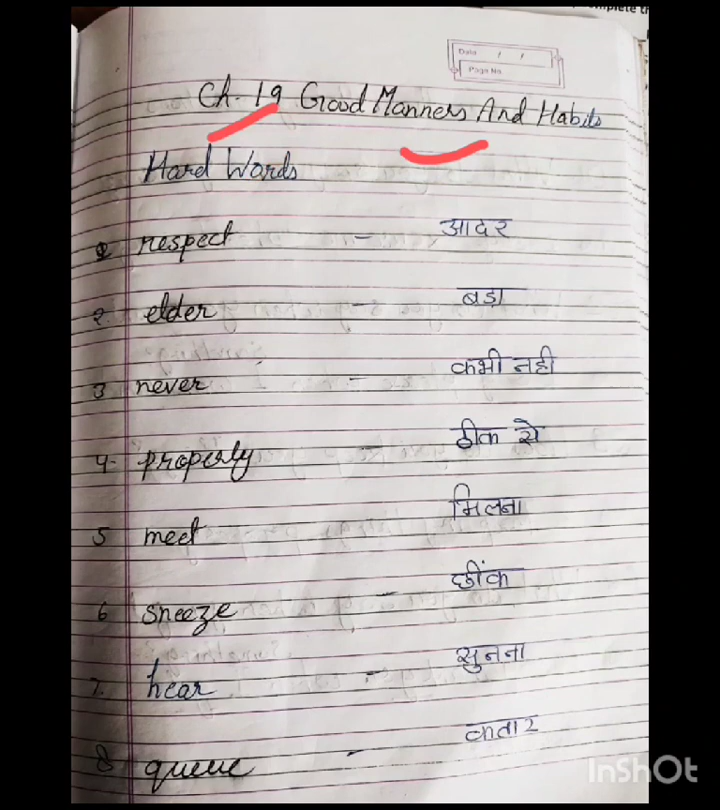 Date / /
Page No.
Ch- 19 Good Manners And Habits
Hard Words
respect - आदर
2. elder - बड़ा
3 never - कभी नही
4- properly - ठीक से
5 meet मिलना
6 sneeze - छींक
7. hear - सुनना
8 queue - कतार
InShOt